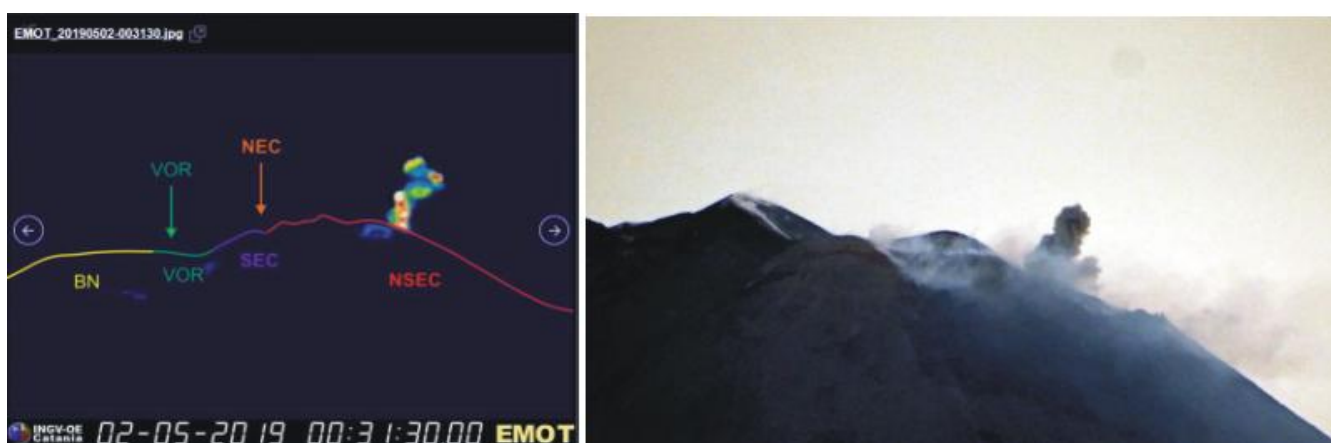 EMOT_20190502-003130.jpg
NEC
VOR
BN
VOR
SEC
NSEC
INGV-OE
Catania
02-05-2019 00:31:30.00 EMOT